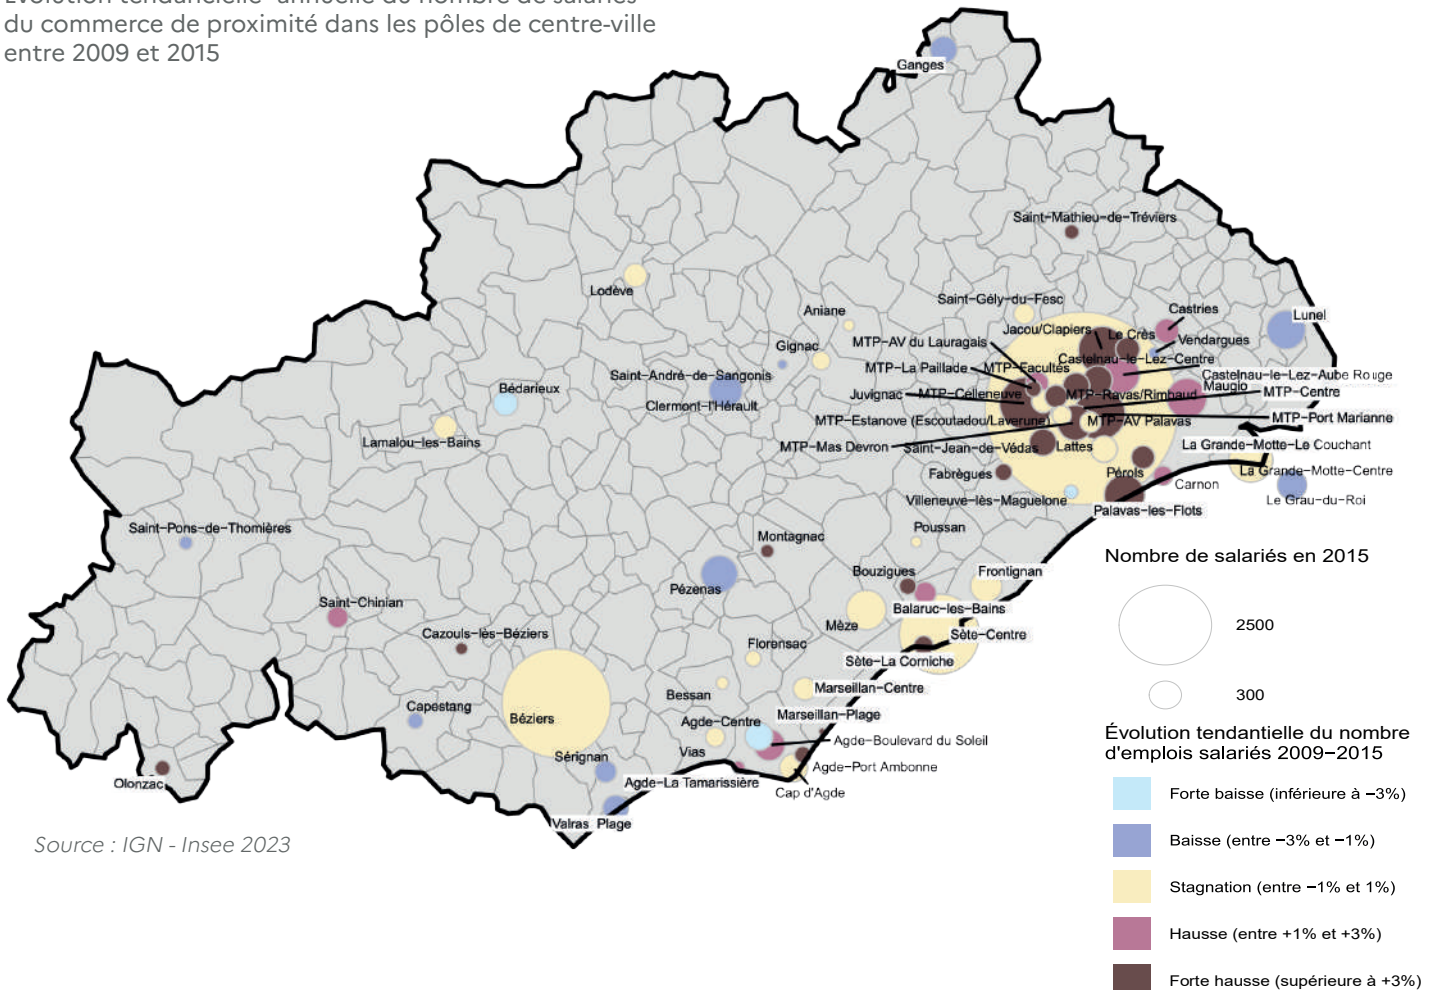 Évolution tendancielle annuelle du nombre de salariés
du commerce de proximité dans les pôles de centre-ville
entre 2009 et 2015
Ganges
Saint-Mathieu-de-Tréviers
Lodève
Saint-Gély-du-Fesc
Aniane
Castries
Lunel
Jacou/Clapiers
Le Crès
MTP-AV du Lauragais
Vendargues
Gignac
Castelnau-le-Lez-Centre
MTP-La Paillade
MTP-Facultés
Saint-André-de-Sangonis
Castelnau-le-Lez-Aube Rouge
Bédarieux
Maugio
Juvignac
MTP-Celleneuve
MTP-Ravas/Rimbaud
MTP-Centre
Clermont-l'Hérault
MTP-Estanove (Escoutadou/Laverune)
MTP-AV Palavas
MTP-Port Marianne
Lamalou-les-Bains
MTP-Mas Devron
Saint-Jean-de-Védas
Lattes
La Grande-Motte-Le Couchant
Fabrègues
Pérols
La Grande-Motte-Centre
Carnon
Villeneuve-lès-Maguelone
Le Grau-du-Roi
Palavas-les-Flots
Saint-Pons-de-Thomières
Poussan
Montagnac
Bouzigues
Frontignan
Pézenas
Saint-Chinian
Balaruc-les-Bains
Mèze
Cazouls-lès-Béziers
Sète-Centre
Florensac
Sète-La Corniche
Bessan
Marseillan-Centre
Capestang
Marseillan-Plage
Béziers
Agde-Centre
Agde-Boulevard du Soleil
Vias
Sérignan
Agde-Port Ambonne
Olonzac
Agde-La Tamarissière
Cap d'Agde
Valras Plage
Source : IGN - Insee 2023
Nombre de salariés en 2015
2500
300
Évolution tendantielle du nombre
d'emplois salariés 2009-2015
Forte baisse (inférieure à -3%)
Baisse (entre -3% et -1%)
Stagnation (entre -1% et 1%)
Hausse (entre +1% et +3%)
Forte hausse (supérieure à +3%)